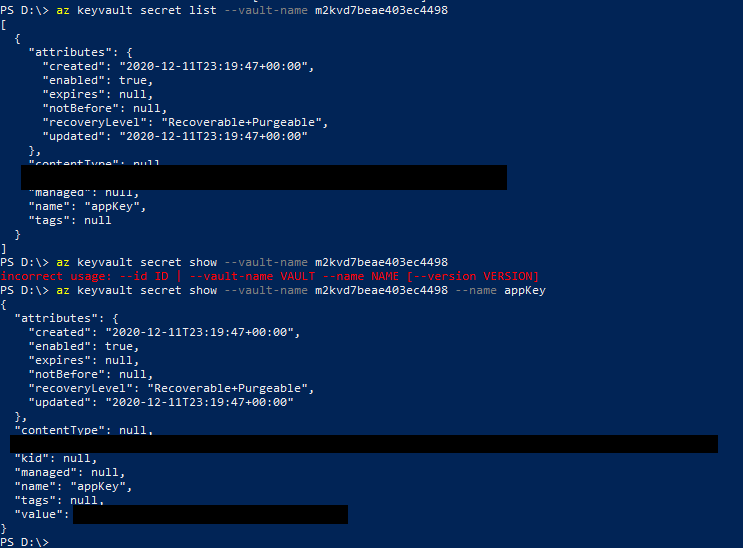 PS D:\> az keyvault secret list --vault-name m2kvd7beae403ec4498
[
  {
    "attributes": {
      "created": "2020-12-11T23:19:47+00:00",
      "enabled": true,
      "expires": null,
      "notBefore": null,
      "recoveryLevel": "Recoverable+Purgeable",
      "updated": "2020-12-11T23:19:47+00:00"
    },
    "contentType": null
    "managed": null,
    "name": "appKey",
    "tags": null
  }
]
PS D:\> az keyvault secret show --vault-name m2kvd7beae403ec4498
incorrect usage: --id ID | --vault-name VAULT --name NAME [--version VERSION]
PS D:\> az keyvault secret show --vault-name m2kvd7beae403ec4498 --name appKey
{
  "attributes": {
    "created": "2020-12-11T23:19:47+00:00",
    "enabled": true,
    "expires": null,
    "notBefore": null,
    "recoveryLevel": "Recoverable+Purgeable",
    "updated": "2020-12-11T23:19:47+00:00"
  },
  "contentType": null,
  "kid": null,
  "managed": null,
  "name": "appKey",
  "tags": null,
  "value":
}
PS D:\>